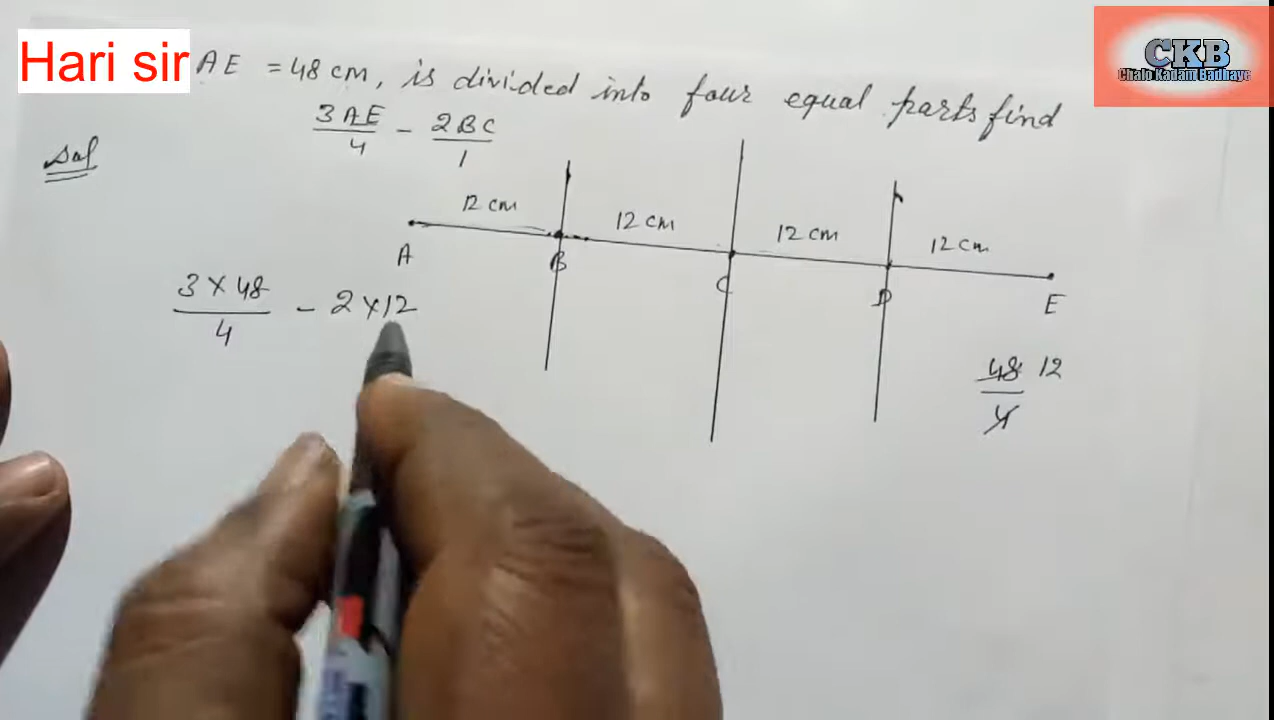 Hari sir
CKB
Chalo Kadam Badhaye
AE = 48 cm, is divided into four equal parts find
3AE/4 - 2BC/1
Sol
12 cm 12 cm 12 cm 12 cm
A B C D E
3 × 48/4 - 2 × 12
48/4 12